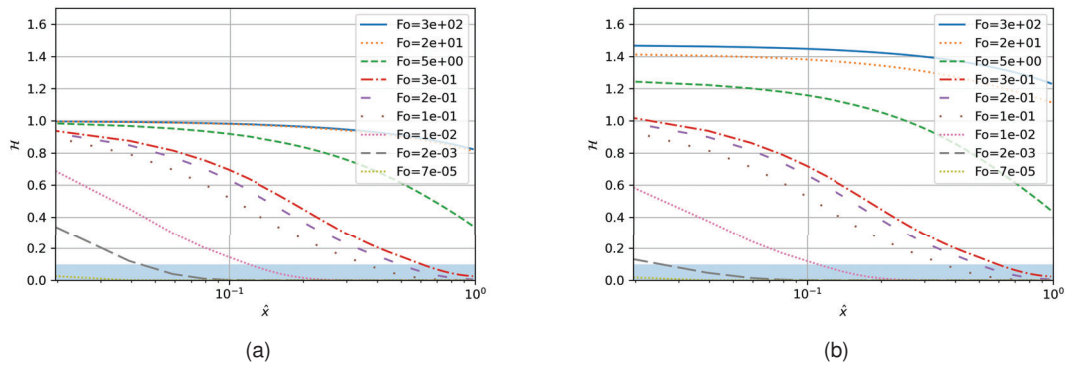 1.6
1.4
1.2
1.0
0.8
0.6
0.4
0.2
0.0
ℋ
10⁻¹
10⁰
x̂
Fo=3e+02
Fo=2e+01
Fo=5e+00
Fo=3e-01
Fo=2e-01
Fo=1e-01
Fo=1e-02
Fo=2e-03
Fo=7e-05
(a)
1.6
1.4
1.2
1.0
0.8
0.6
0.4
0.2
0.0
ℋ
10⁻¹
10⁰
x̂
Fo=3e+02
Fo=2e+01
Fo=5e+00
Fo=3e-01
Fo=2e-01
Fo=1e-01
Fo=1e-02
Fo=2e-03
Fo=7e-05
(b)